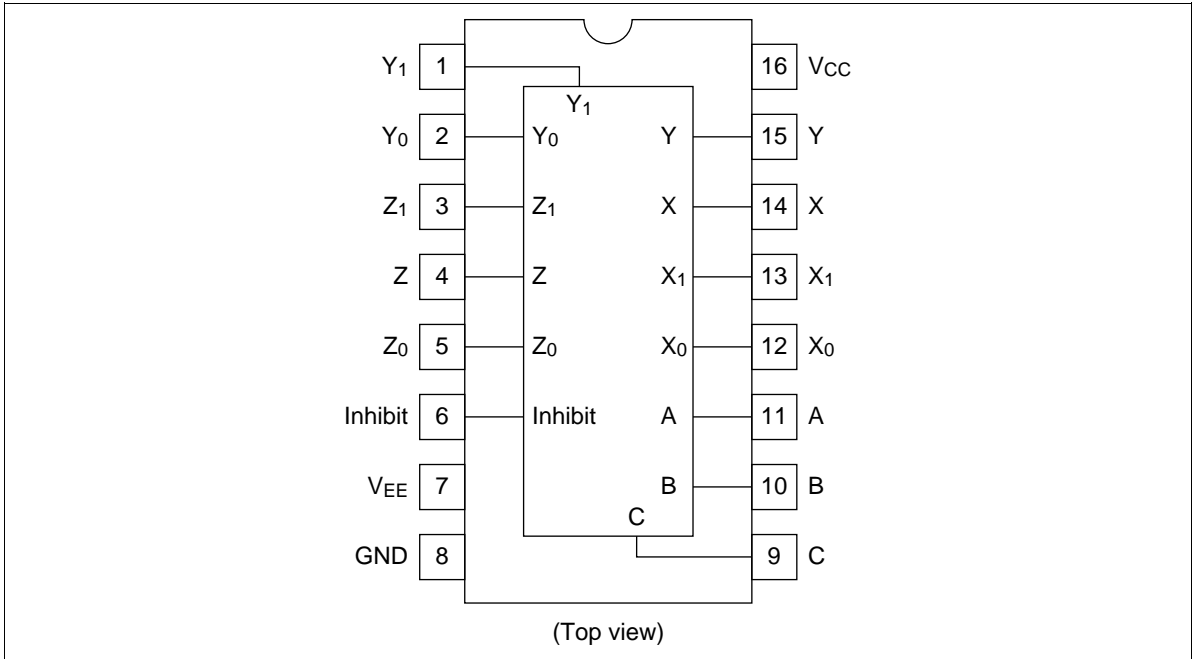 Y1 1 16 VCC
Y1
Y0 2 Y0 Y 15 Y
Z1 3 Z1 X 14 X
Z 4 Z X1 13 X1
Z0 5 Z0 X0 12 X0
Inhibit 6 Inhibit A 11 A
VEE 7 B 10 B
C
GND 8 9 C
(Top view)